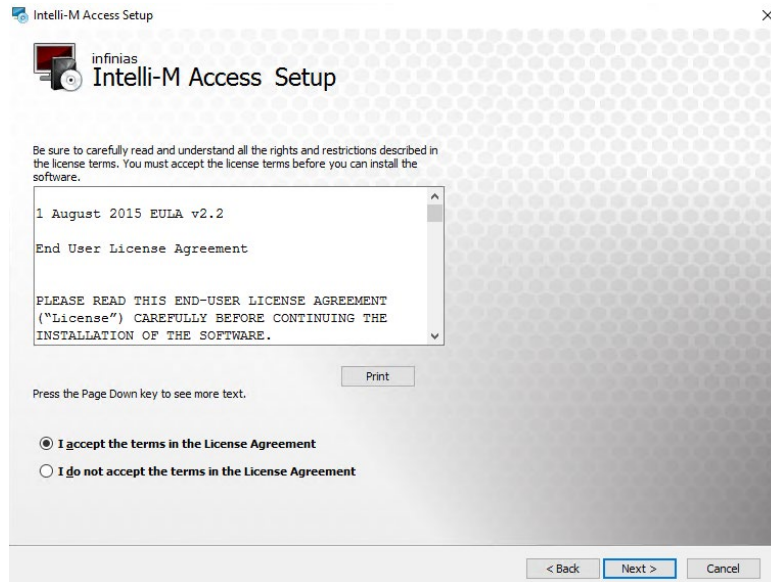 Intelli-M Access Setup
infinias
Intelli-M Access Setup
Be sure to carefully read and understand all the rights and restrictions described in
the license terms. You must accept the license terms before you can install the
software.
1 August 2015 EULA v2.2
End User License Agreement
PLEASE READ THIS END-USER LICENSE AGREEMENT
(“License”) CAREFULLY BEFORE CONTINUING THE
INSTALLATION OF THE SOFTWARE.
Print
Press the Page Down key to see more text.
I accept the terms in the License Agreement
I do not accept the terms in the License Agreement
< Back Next > Cancel